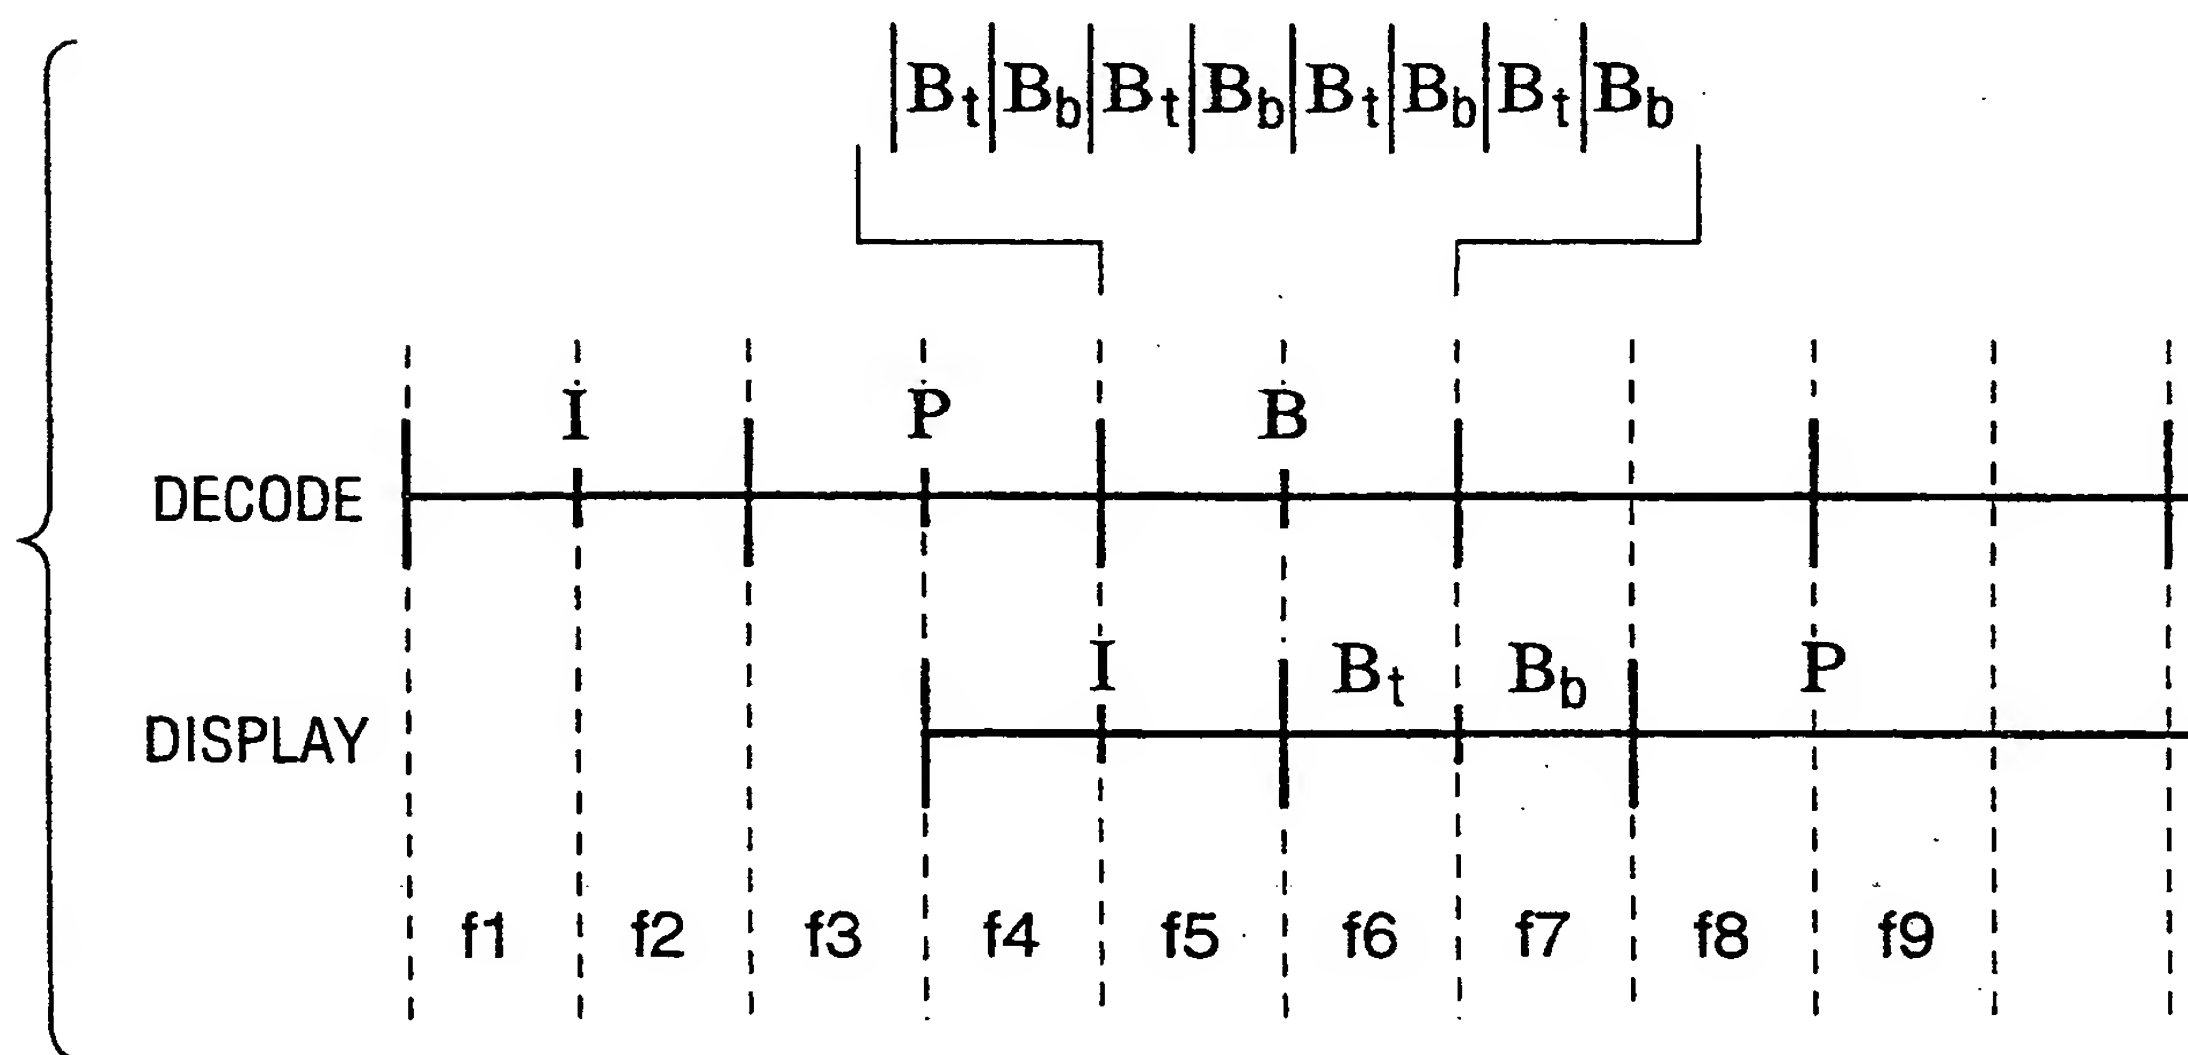 |Bt|Bb|Bt|Bb|Bt|Bb|Bt|Bb
I P B
DECODE
I Bt Bb P
DISPLAY
f1 f2 f3 f4 f5 f6 f7 f8 f9